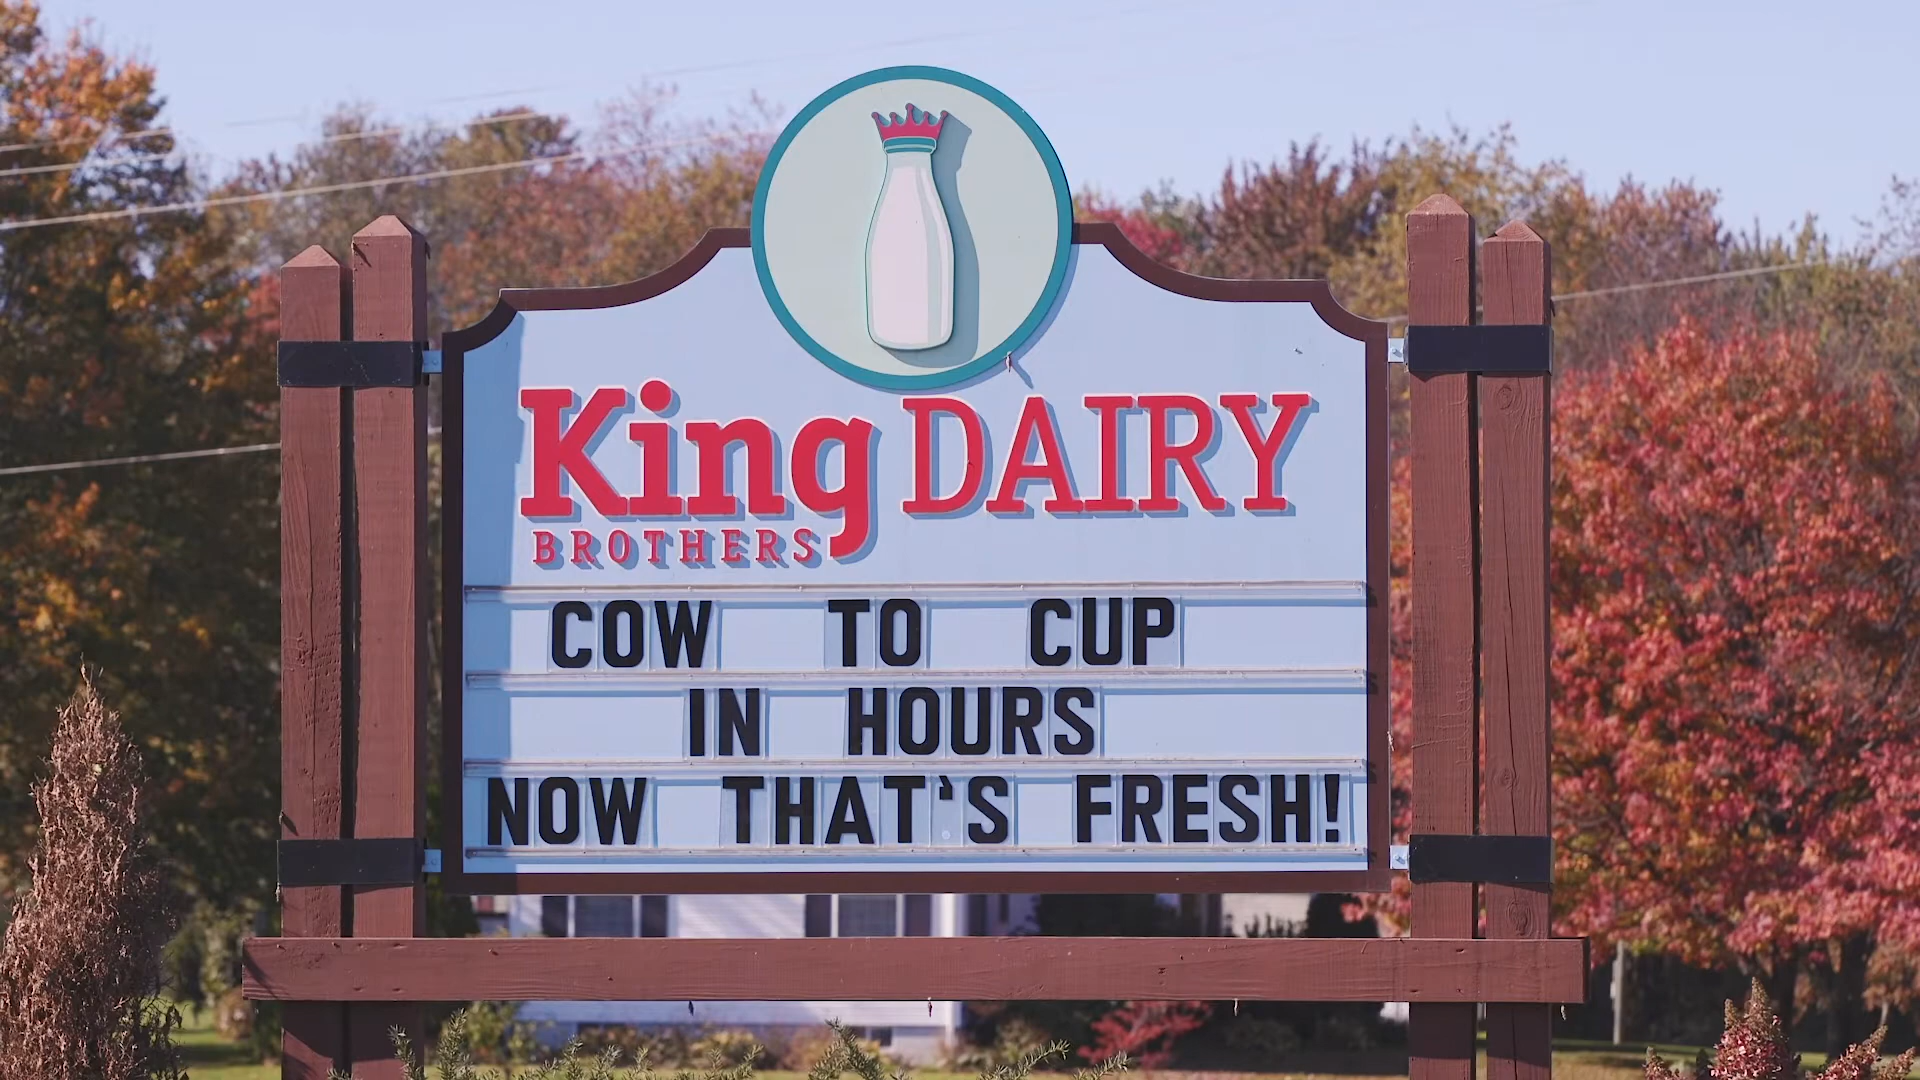 King DAIRY
BROTHERS
COW TO CUP
IN HOURS
NOW THAT'S FRESH!